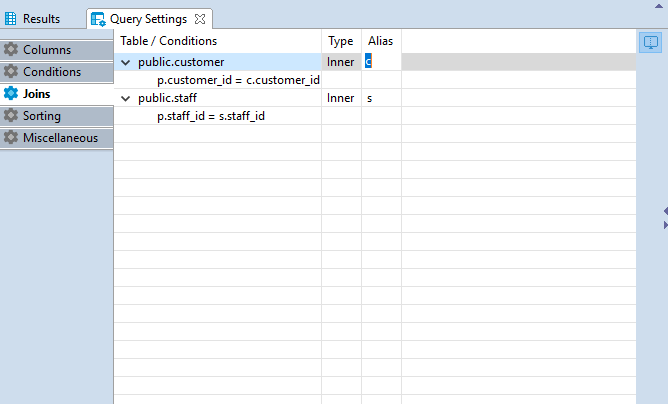 Results
Query Settings
Columns
Conditions
Joins
Sorting
Miscellaneous
Table / Conditions Type Alias
public.customer Inner c
p.customer_id = c.customer_id
public.staff Inner s
p.staff_id = s.staff_id